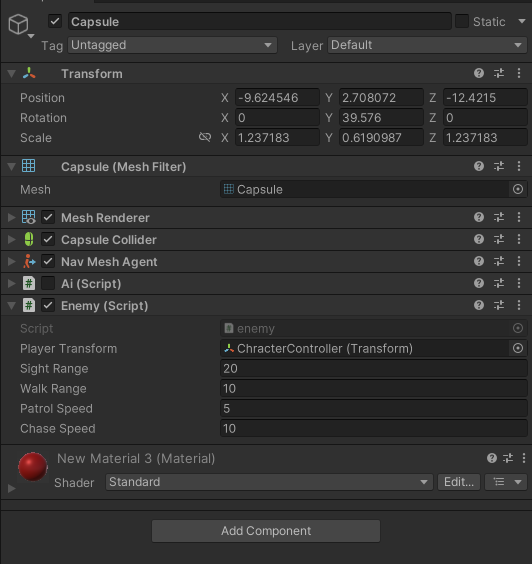 Capsule Static
Tag Untagged Layer Default
Transform
Position X -9.624546 Y 2.708072 Z -12.4215
Rotation X 0 Y 39.576 Z 0
Scale X 1.237183 Y 0.6190987 Z 1.237183
Capsule (Mesh Filter)
Mesh Capsule
Mesh Renderer
Capsule Collider
Nav Mesh Agent
# Ai (Script)
# Enemy (Script)
Script # enemy
Player Transform ChracterController (Transform)
Sight Range 20
Walk Range 10
Patrol Speed 5
Chase Speed 10
New Material 3 (Material)
Shader Standard Edit...
Add Component